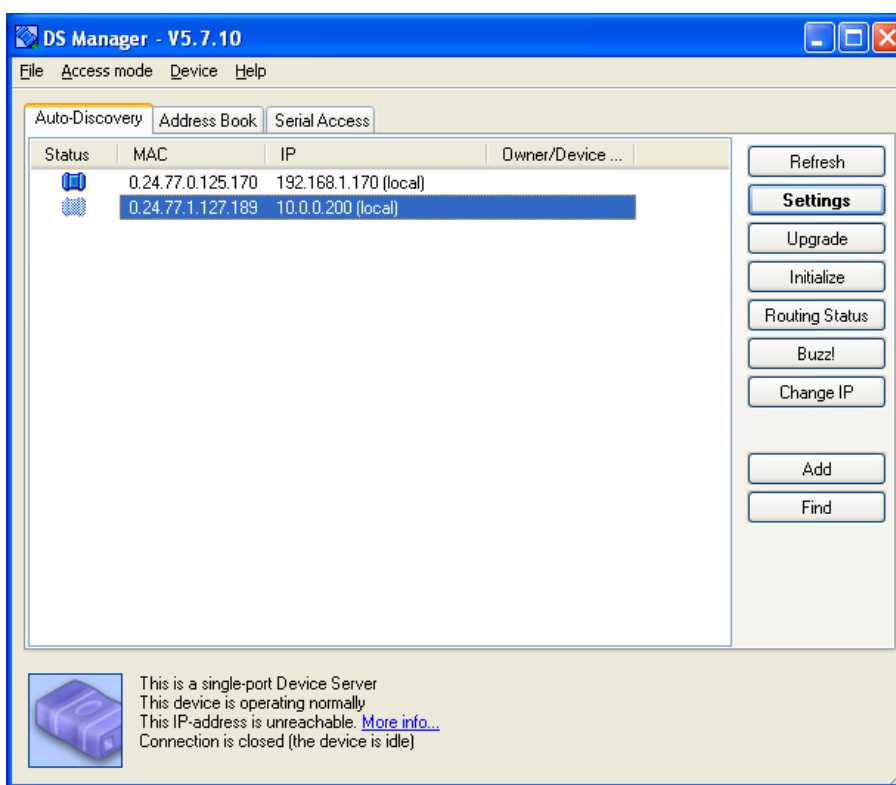 DS Manager - V5.7.10
File Access mode Device Help
Auto-Discovery Address Book Serial Access
Status MAC IP Owner/Device ...
0.24.77.0.125.170 192.168.1.170 (local)
0.24.77.1.127.189 10.0.0.200 (local)
Refresh
Settings
Upgrade
Initialize
Routing Status
Buzz!
Change IP
Add
Find
This is a single-port Device Server
This device is operating normally
This IP-address is unreachable. More info...
Connection is closed (the device is idle)